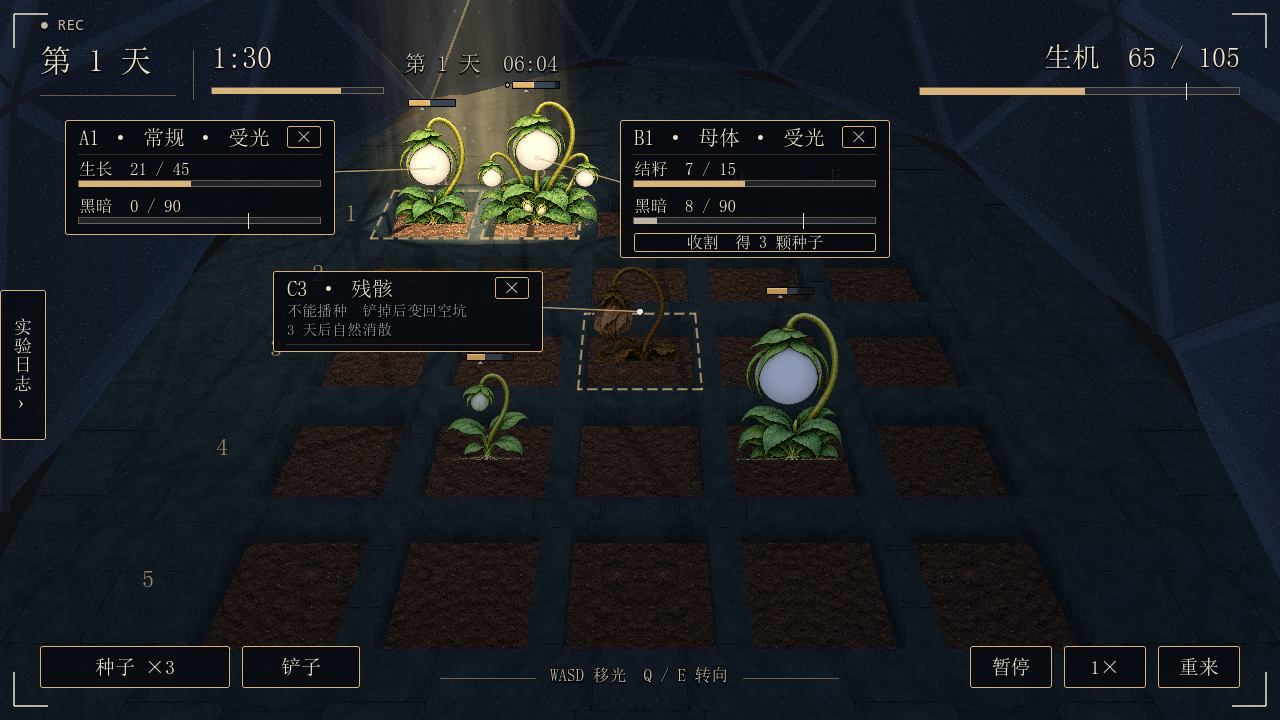 REC
第 1 天
1:30
第 1 天 06:04
生机 65 / 105
A1 • 常规 • 受光 ×
生长 21 / 45
黑暗 0 / 90
B1 • 母体 • 受光 ×
结籽 7 / 15
黑暗 8 / 90
收割 得 3 颗种子
1
2
C3 • 残骸 ×
不能播种 铲掉后变回空坑
3 天后自然消散
3
实验日志 ›
4
5
种子 ×3
铲子
WASD 移光 Q / E 转向
暂停
1×
重来